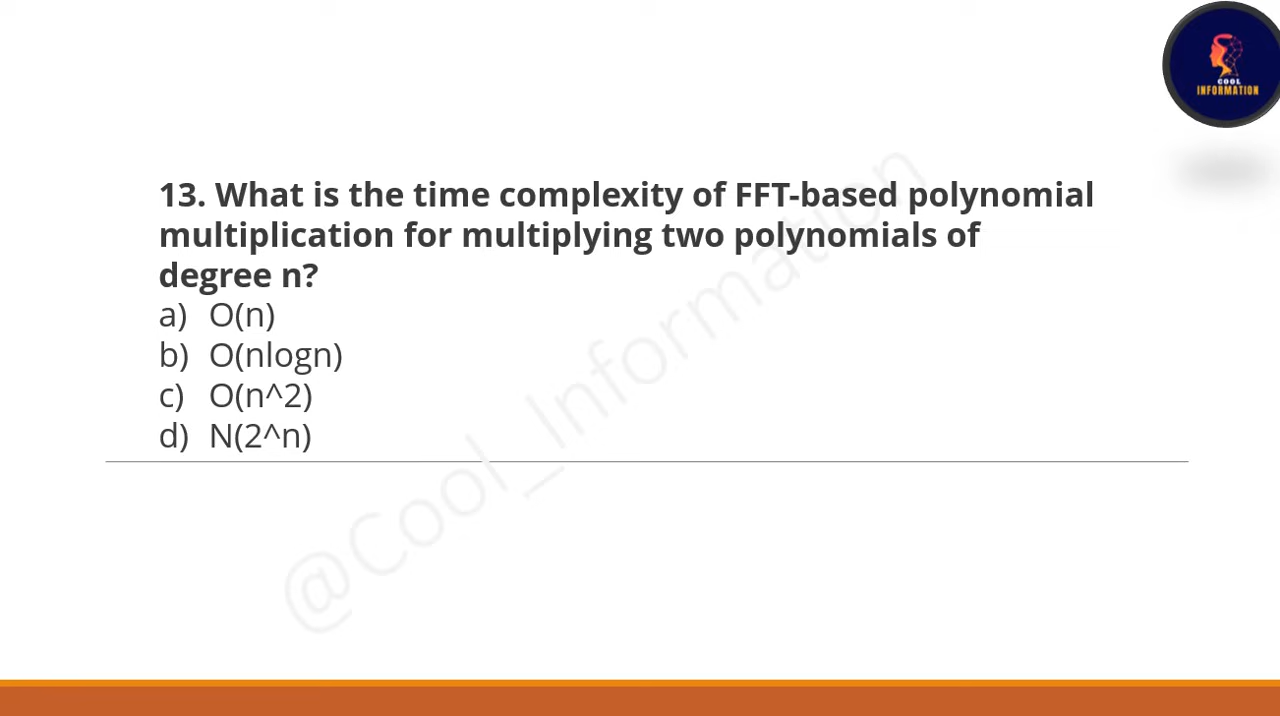 COOL
INFORMATION
13. What is the time complexity of FFT-based polynomial
multiplication for multiplying two polynomials of
degree n?
a) O(n)
b) O(nlogn)
c) O(n^2)
d) N(2^n)
@Cool_Information